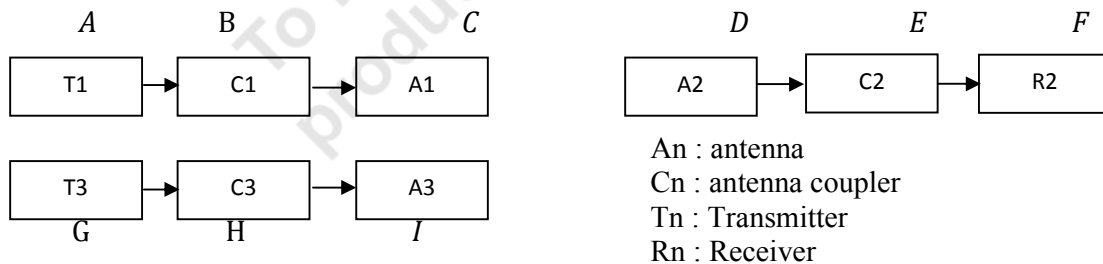 A B C D E F
T1 C1 A1 A2 C2 R2
An : antenna
Cn : antenna coupler
T3 C3 A3
Tn : Transmitter
G H I
Rn : Receiver